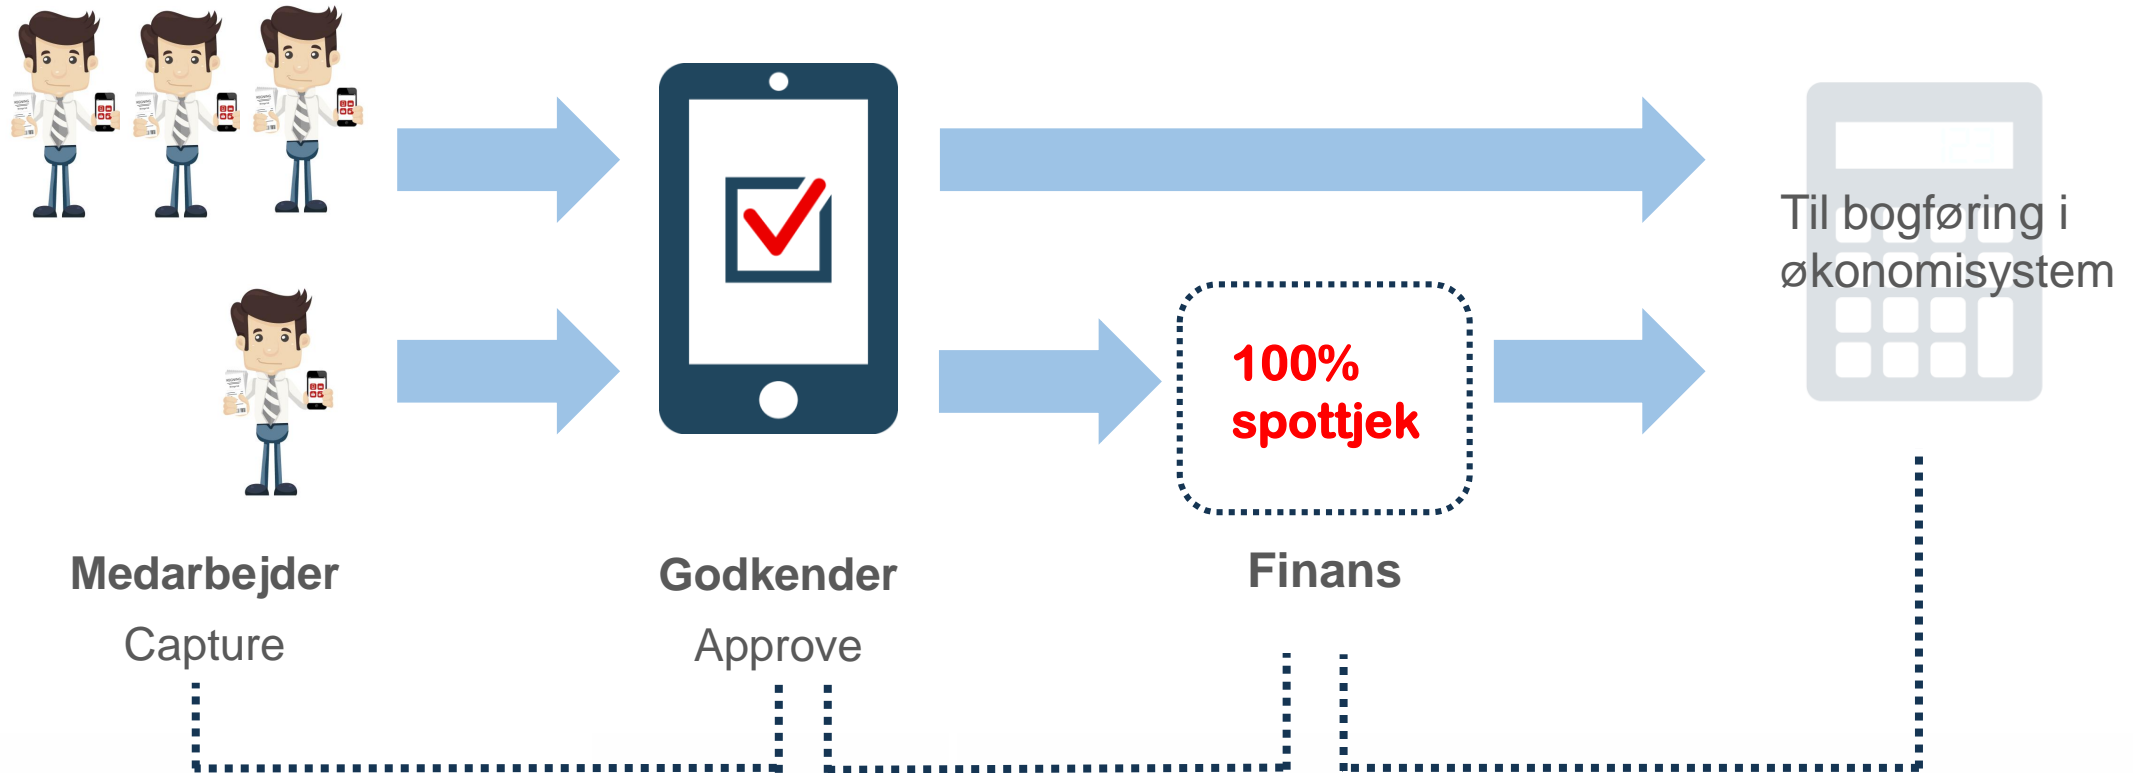 Til bogføring i
økonomisystem
100%
spottjek
Medarbejder
Capture
Godkender
Approve
Finans